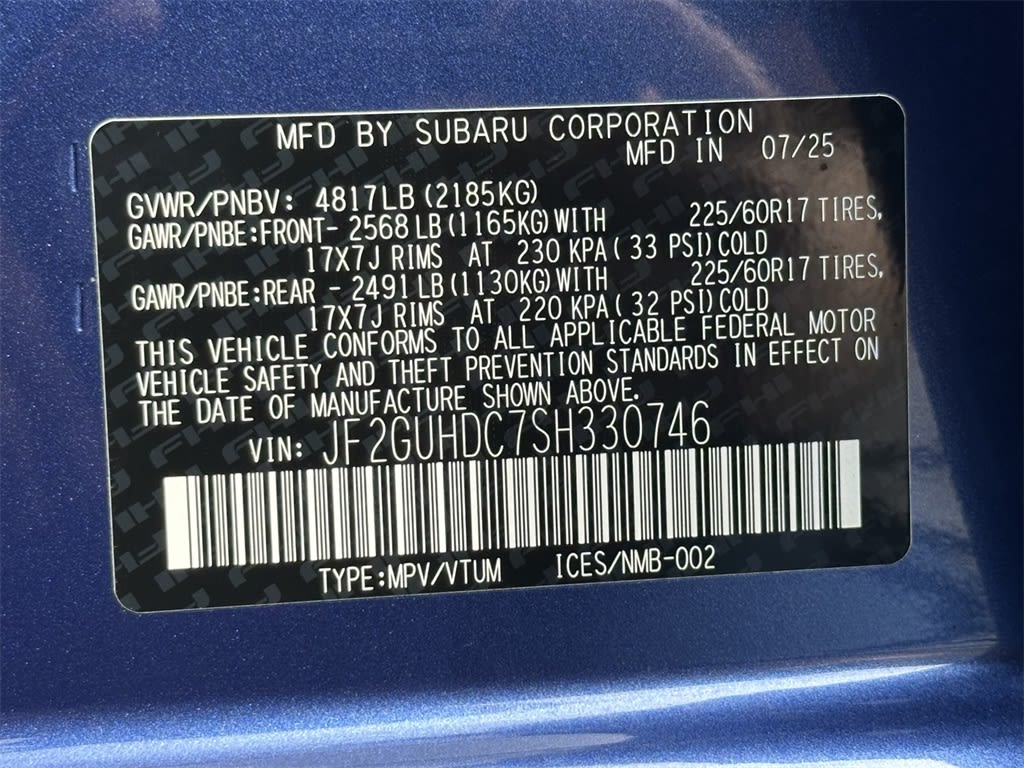 MFD BY SUBARU CORPORATION
MFD IN 07/25
GVWR/PNBV: 4817LB (2185KG)
GAWR/PNBE:FRONT- 2568 LB (1165KG) WITH 225/60R17 TIRES,
17X7J RIMS AT 230 KPA ( 33 PSI) COLD
GAWR/PNBE:REAR - 2491 LB (1130KG) WITH 225/60R17 TIRES,
17X7J RIMS AT 220 KPA ( 32 PSI) COLD
THIS VEHICLE CONFORMS TO ALL APPLICABLE FEDERAL MOTOR
VEHICLE SAFETY AND THEFT PREVENTION STANDARDS IN EFFECT ON
THE DATE OF MANUFACTURE SHOWN ABOVE.
VIN: JF2GUHDC7SH330746
TYPE:MPV/VTUM ICES/NMB-002